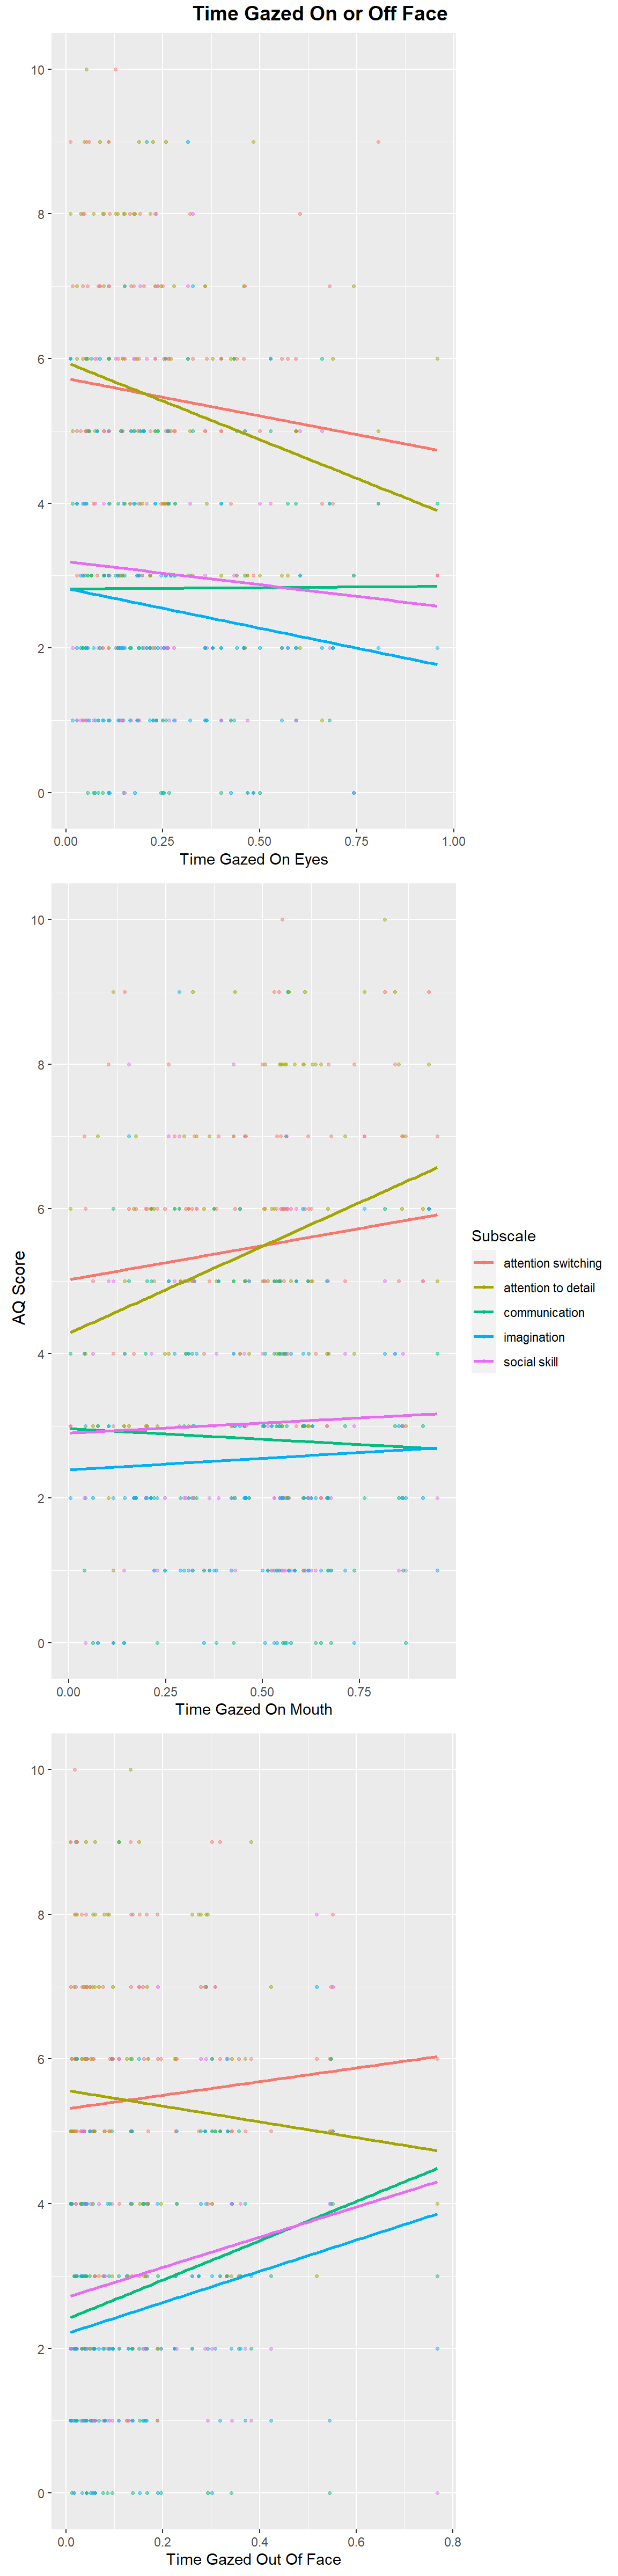 Time Gazed On or Off Face
10
8
6
4
2
0
0.00 0.25 0.50 0.75 1.00
Time Gazed On Eyes
10
8
6
4
2
0
0.00 0.25 0.50 0.75
Time Gazed On Mouth
AQ Score
Subscale
attention switching
attention to detail
communication
imagination
social skill
10
8
6
4
2
0
0.0 0.2 0.4 0.6 0.8
Time Gazed Out Of Face